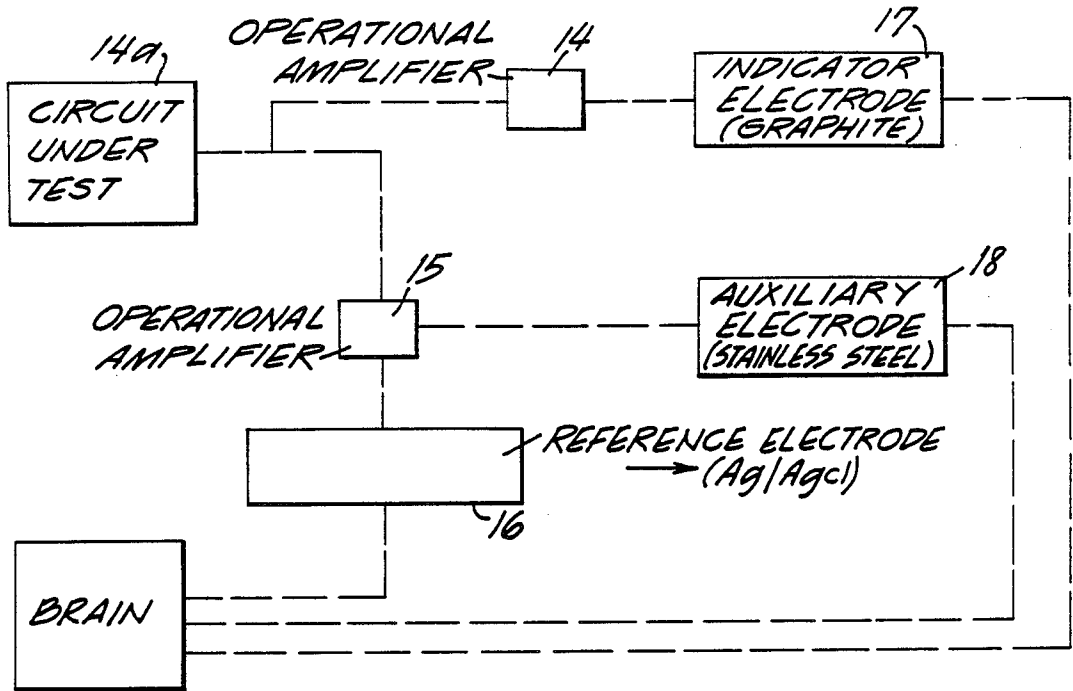 14a
CIRCUIT
UNDER
TEST
OPERATIONAL
AMPLIFIER
14
17
INDICATOR
ELECTRODE
(GRAPHITE)
OPERATIONAL
AMPLIFIER
15
18
AUXILIARY
ELECTRODE
(STAINLESS STEEL)
REFERENCE ELECTRODE
(Ag/Agcl)
16
BRAIN